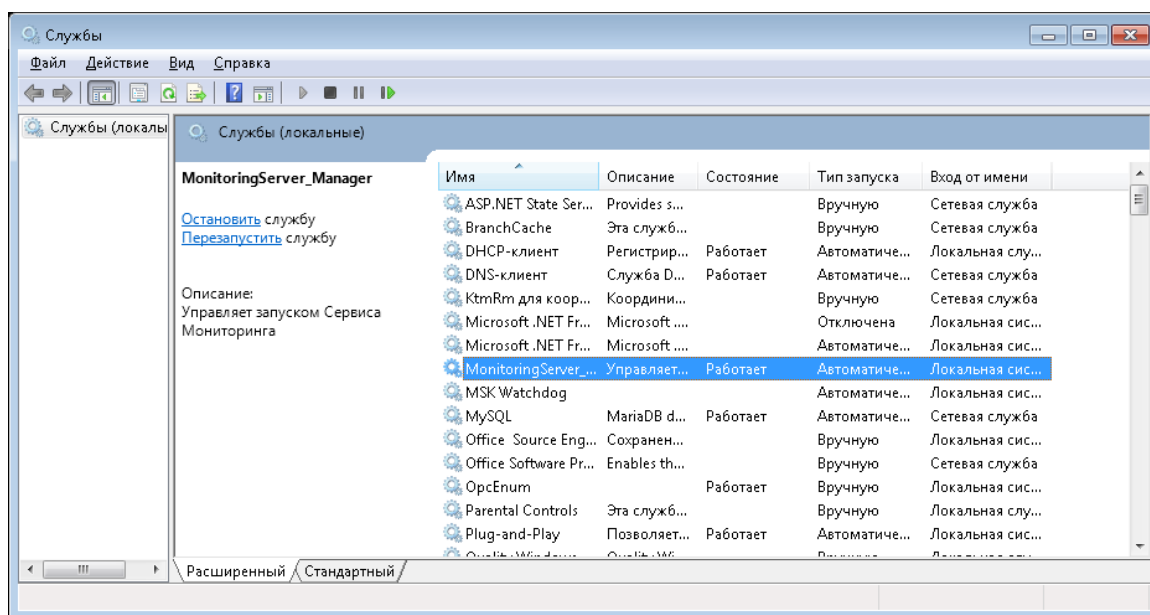 Службы
Файл Действие Вид Справка
Службы (локалы
Службы (локальные)
MonitoringServer_Manager
Остановить службу
Перезапустить службу
Описание:
Управляет запуском Сервиса
Мониторинга
Имя Описание Состояние Тип запуска Вход от имени
ASP.NET State Ser... Provides s... Вручную Сетевая служба
BranchCache Эта служб... Вручную Сетевая служба
DHCP-клиент Регистрир... Работает Автоматиче... Локальная слу...
DNS-клиент Служба D... Работает Автоматиче... Сетевая служба
KtmRm для коор... Координи... Вручную Сетевая служба
Microsoft .NET Fr... Microsoft .... Отключена Локальная сис...
Microsoft .NET Fr... Microsoft .... Автоматиче... Локальная сис...
MonitoringServer_... Управляет... Работает Автоматиче... Локальная сис...
MSK Watchdog Автоматиче... Локальная сис...
MySQL MariaDB d... Работает Автоматиче... Сетевая служба
Office  Source Eng... Сохранен... Вручную Локальная сис...
Office Software Pr... Enables th... Вручную Сетевая служба
OpcEnum Работает Вручную Локальная сис...
Parental Controls Эта служб... Вручную Локальная слу...
Plug-and-Play Позволяет... Работает Автоматиче... Локальная сис...
Расширенный Стандартный